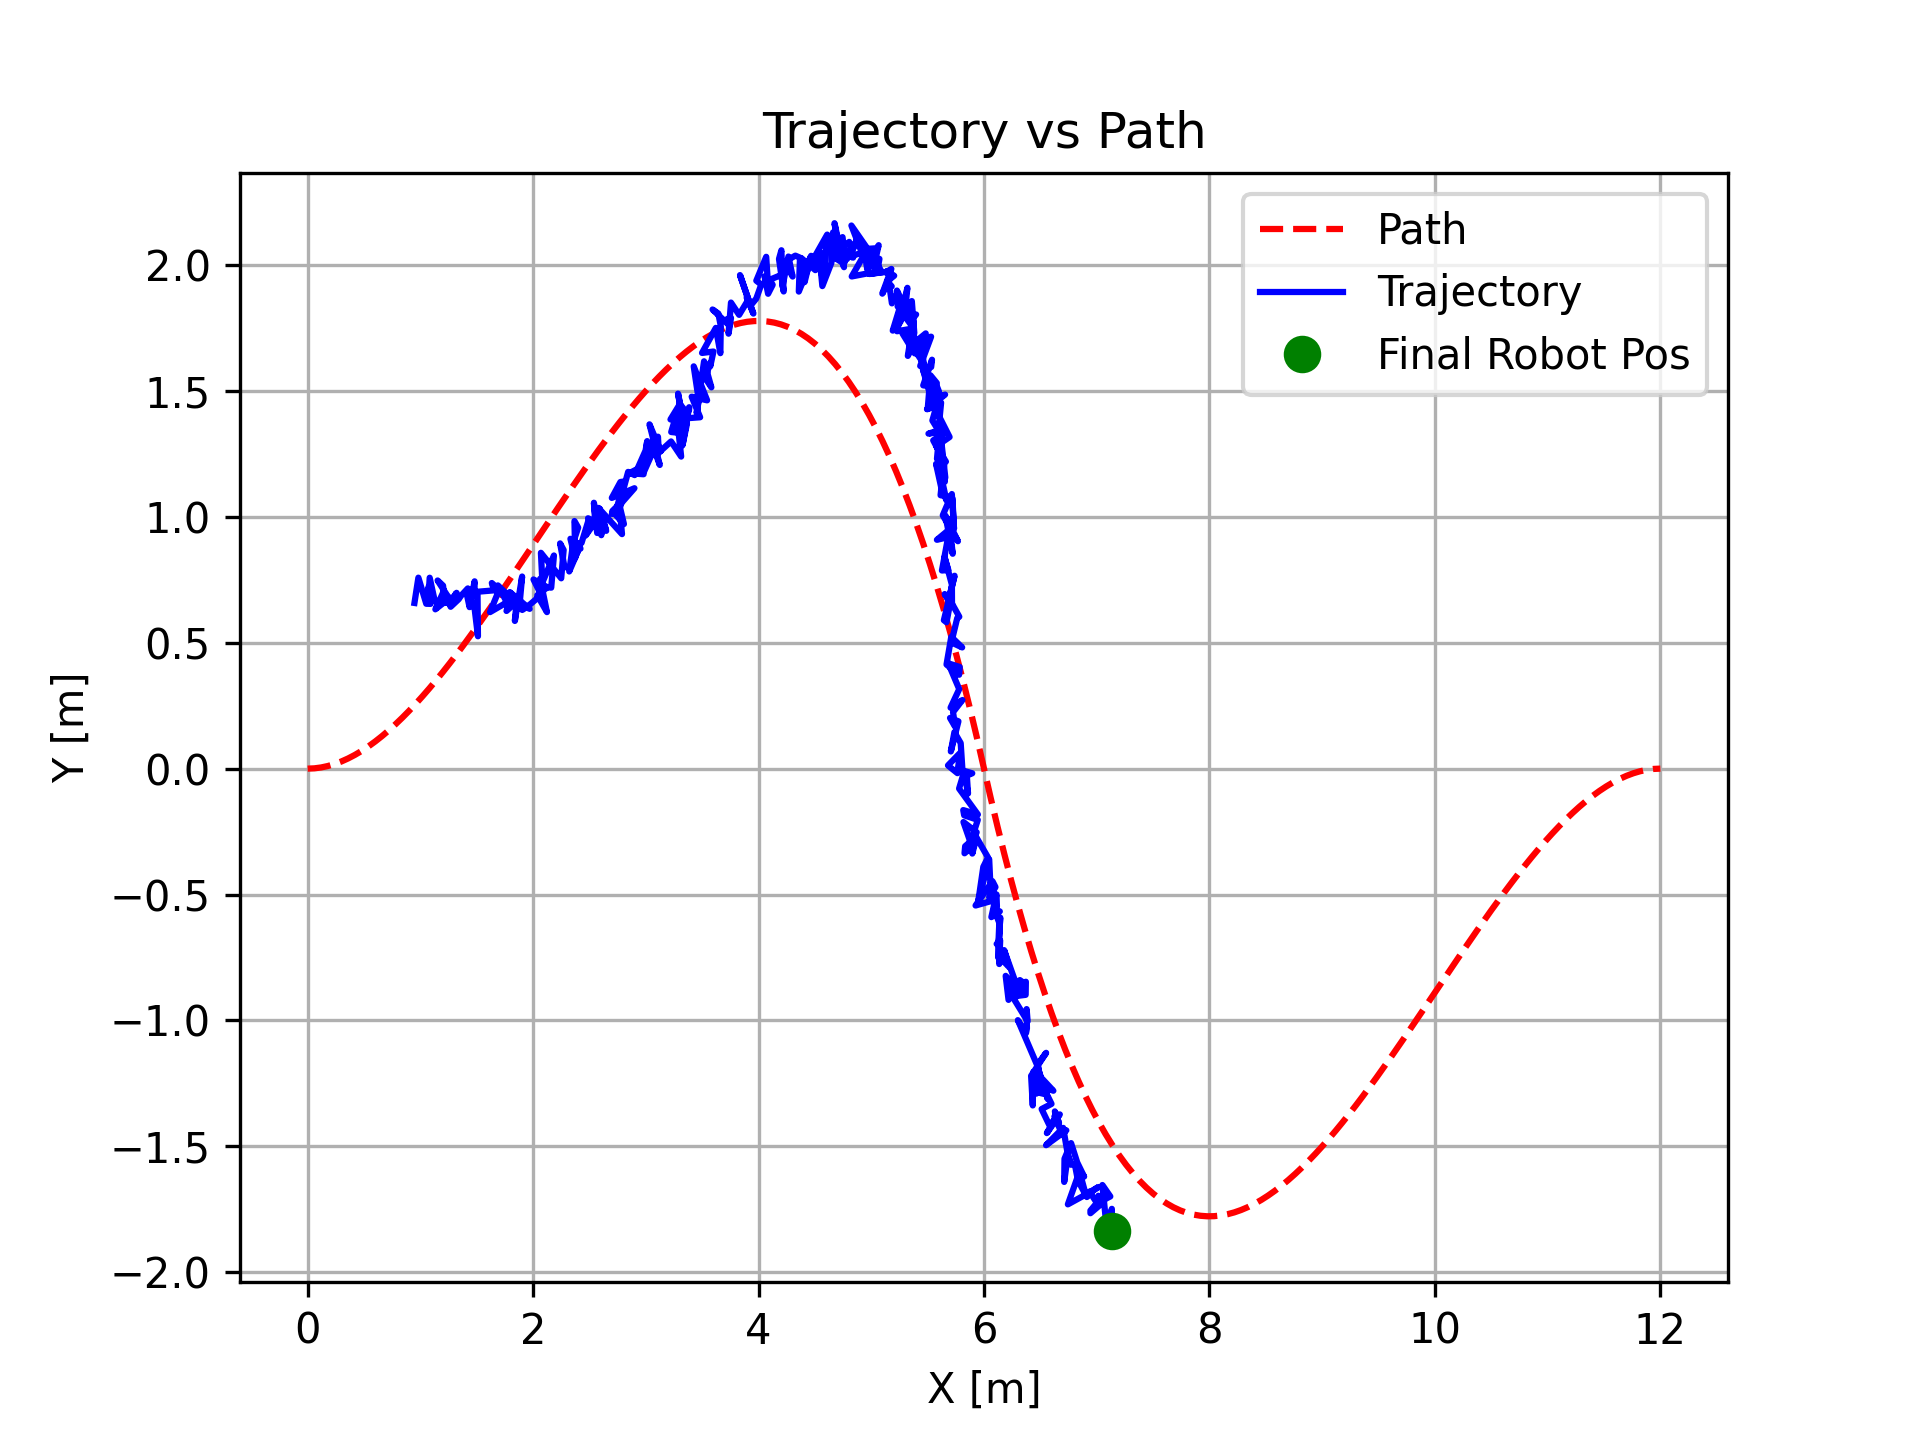 Trajectory vs Path
Path
Trajectory
Final Robot Pos
2.0
1.5
1.0
0.5
0.0
−0.5
−1.0
−1.5
−2.0
Y [m]
0 2 4 6 8 10 12
X [m]